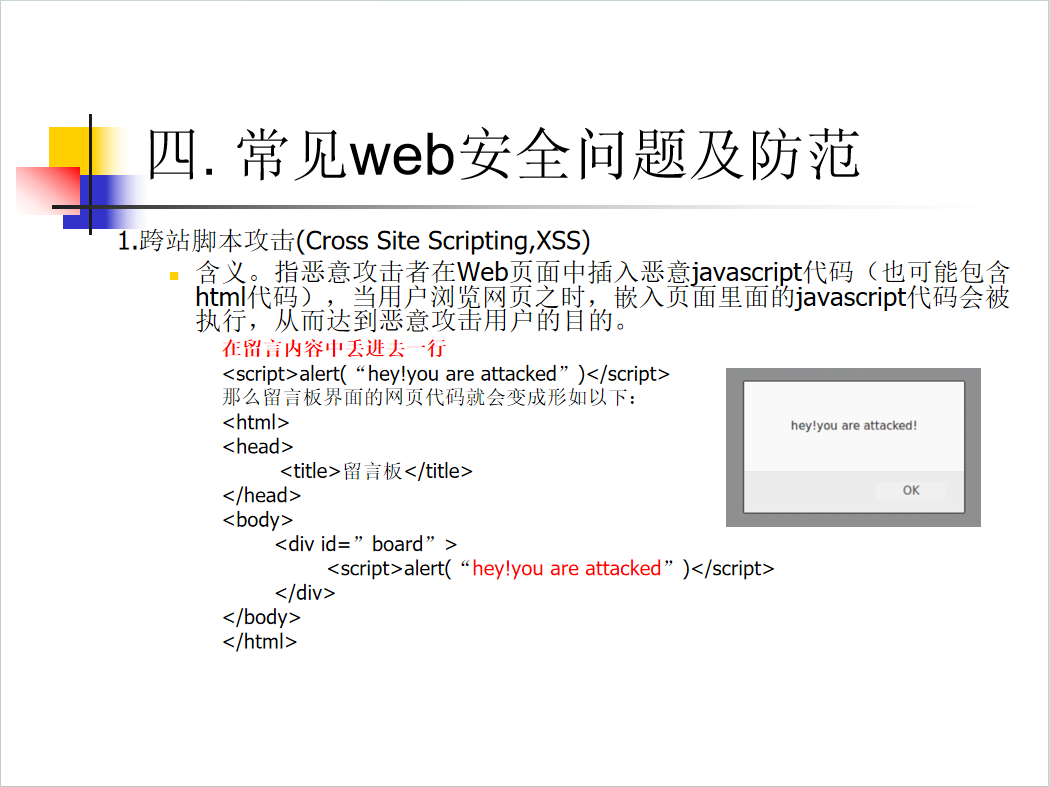 四. 常见web安全问题及防范
1.跨站脚本攻击(Cross Site Scripting,XSS)
含义。指恶意攻击者在Web页面中插入恶意javascript代码（也可能包含
html代码），当用户浏览网页之时，嵌入页面里面的javascript代码会被
执行，从而达到恶意攻击用户的目的。
在留言内容中丢进去一行
<script>alert(“hey!you are attacked”)</script>
那么留言板界面的网页代码就会变成形如以下：
<html>
<head>
<title>留言板</title>
</head>
<body>
<div id=”board”>
<script>alert(“hey!you are attacked”)</script>
</div>
</body>
</html>
hey!you are attacked!
OK